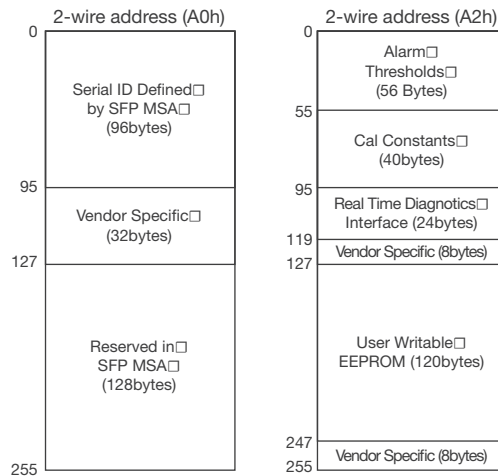 2-wire address (A0h)
0
Serial ID Defined□
by SFP MSA□
(96bytes)
95
Vendor Specific□
(32bytes)
127
Reserved in□
SFP MSA□
(128bytes)
255
2-wire address (A2h)
0
Alarm□
Thresholds□
(56 Bytes)
55
Cal Constants□
(40bytes)
95
Real Time Diagnotics□
Interface (24bytes)
119
Vendor Specific (8bytes)
127
User Writable□
EEPROM (120bytes)
247
Vendor Specific (8bytes)
255